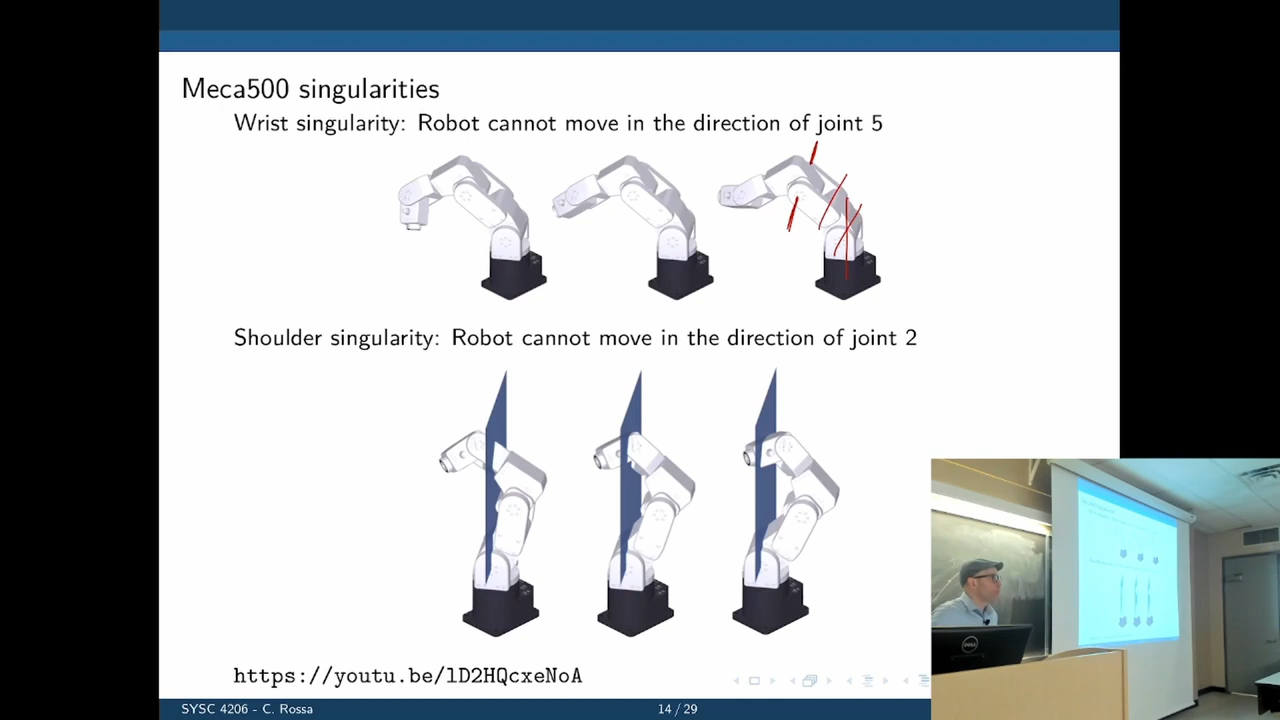 Meca500 singularities
Wrist singularity: Robot cannot move in the direction of joint 5
Shoulder singularity: Robot cannot move in the direction of joint 2
https://youtu.be/lD2HQcxeNoA
SYSC 4206 - C. Rossa
14 / 29
DELL